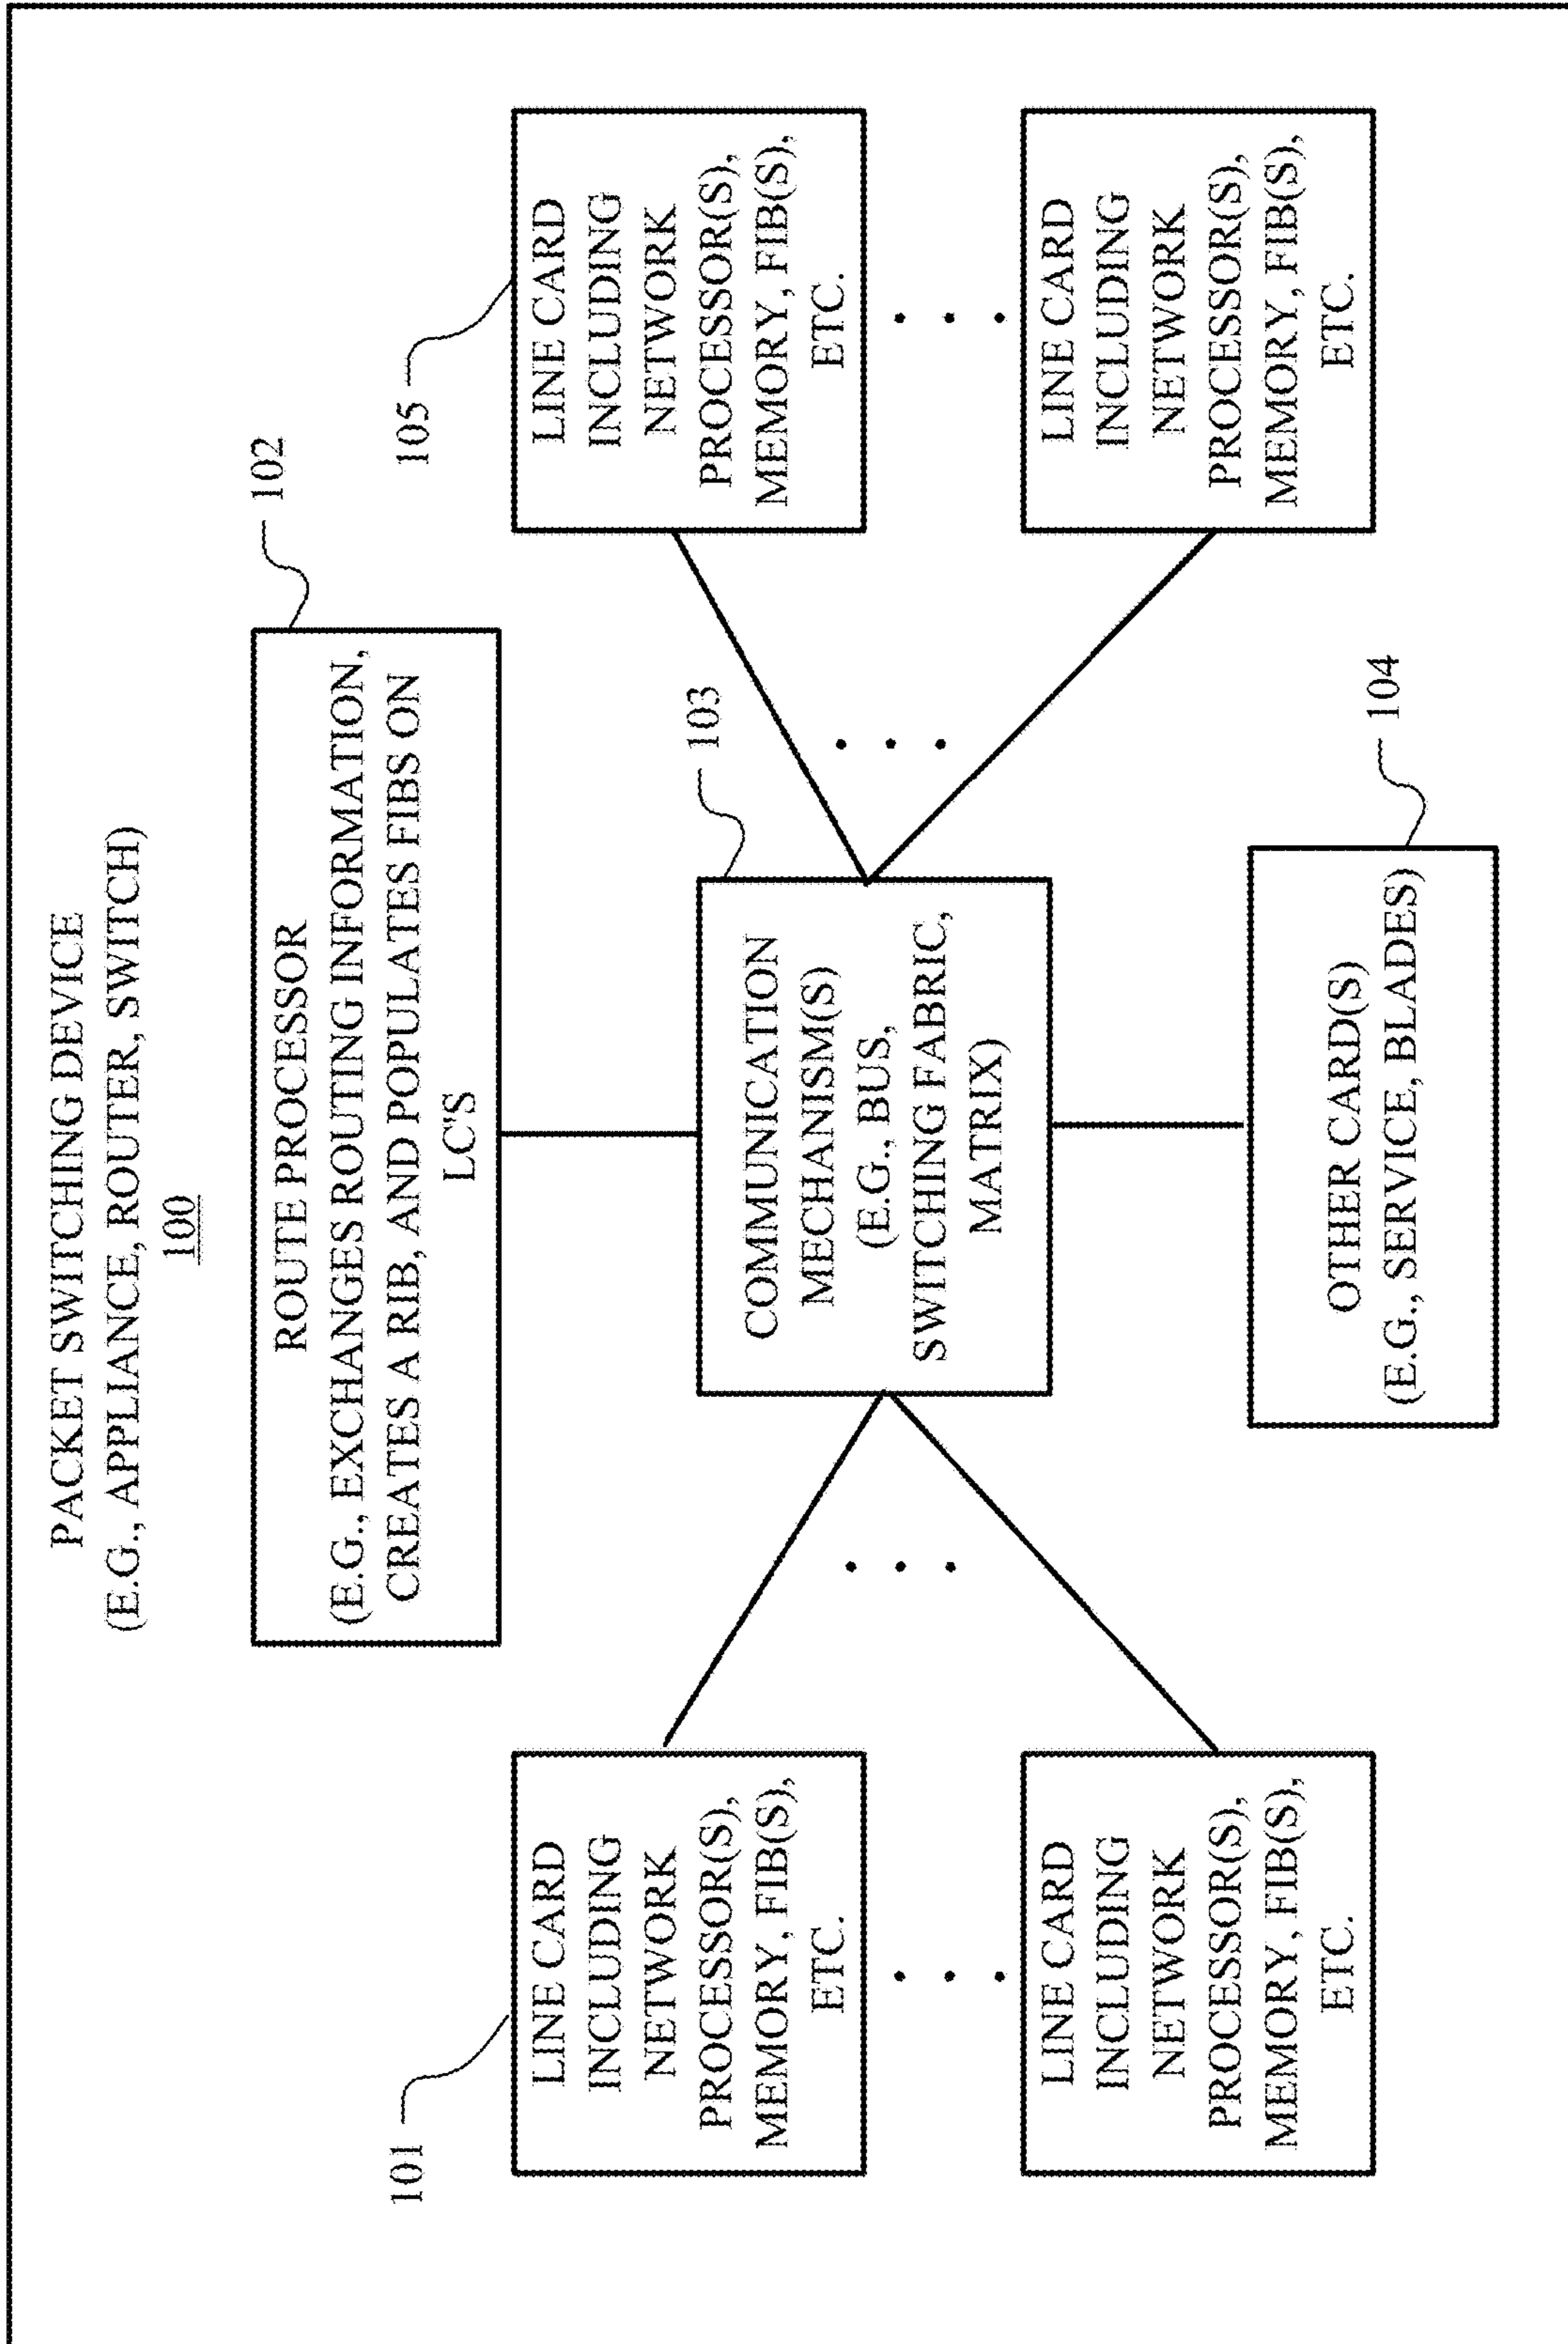 PACKET SWITCHING DEVICE
(E.G., APPLIANCE, ROUTER, SWITCH)
100
102
ROUTE PROCESSOR
(E.G., EXCHANGES ROUTING INFORMATION,
CREATES A RIB, AND POPULATES FIBS ON
LC'S
101
LINE CARD
INCLUDING
NETWORK
PROCESSOR(S),
MEMORY, FIB(S),
ETC.
LINE CARD
INCLUDING
NETWORK
PROCESSOR(S),
MEMORY, FIB(S),
ETC.
103
COMMUNICATION
MECHANISM(S)
(E.G., BUS,
SWITCHING FABRIC,
MATRIX)
105
LINE CARD
INCLUDING
NETWORK
PROCESSOR(S),
MEMORY, FIB(S),
ETC.
LINE CARD
INCLUDING
NETWORK
PROCESSOR(S),
MEMORY, FIB(S),
ETC.
104
OTHER CARD(S)
(E.G., SERVICE, BLADES)